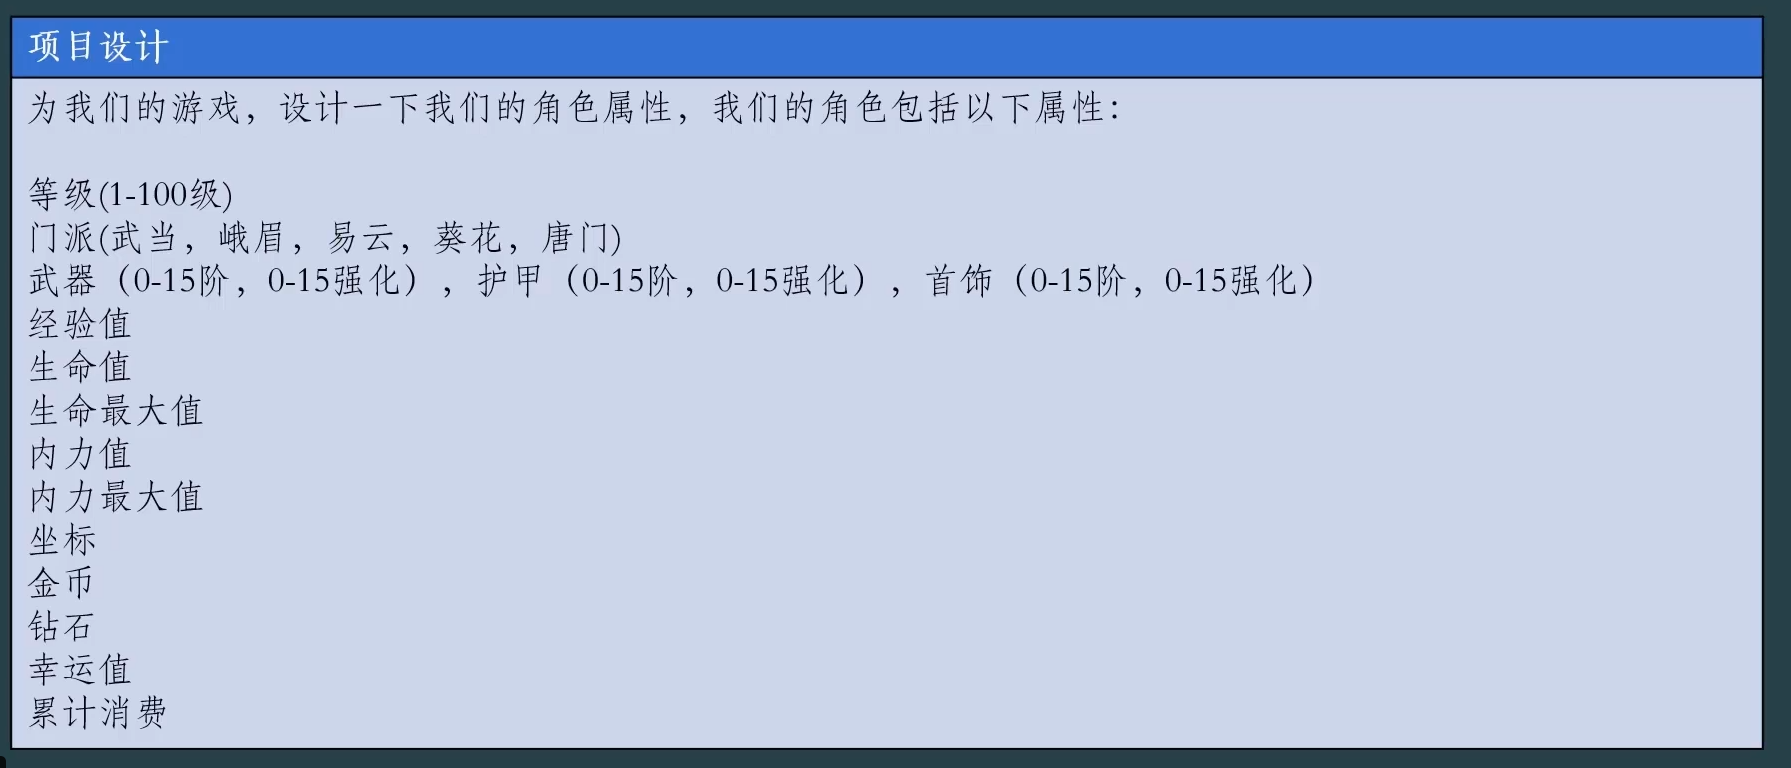 项目设计
为我们的游戏，设计一下我们的角色属性，我们的角色包括以下属性：
等级(1-100级)
门派(武当，峨眉，易云，葵花，唐门)
武器（0-15阶，0-15强化），护甲（0-15阶，0-15强化），首饰（0-15阶，0-15强化）
经验值
生命值
生命最大值
内力值
内力最大值
坐标
金币
钻石
幸运值
累计消费